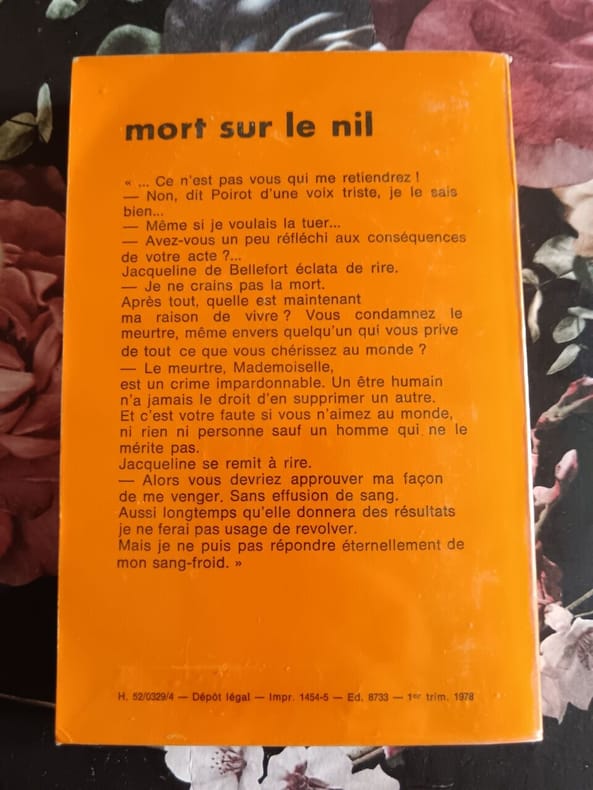 mort sur le nil
« ... Ce n'est pas vous qui me retiendrez !
— Non, dit Poirot d'une voix triste, je le sais
bien...
— Même si je voulais la tuer...
— Avez-vous un peu réfléchi aux conséquences
de votre acte ?...
Jacqueline de Bellefort éclata de rire.
— Je ne crains pas la mort.
Après tout, quelle est maintenant
ma raison de vivre ? Vous condamnez le
meurtre, même envers quelqu'un qui vous prive
de tout ce que vous chérissez au monde ?
— Le meurtre, Mademoiselle,
est un crime impardonnable. Un être humain
n'a jamais le droit d'en supprimer un autre.
Et c'est votre faute si vous n'aimez au monde,
ni rien ni personne sauf un homme qui ne le
mérite pas.
Jacqueline se remit à rire.
— Alors vous devriez approuver ma façon
de me venger. Sans effusion de sang.
Aussi longtemps qu'elle donnera des résultats
je ne ferai pas usage de revolver.
Mais je ne puis pas répondre éternellement de
mon sang-froid. »
H. 52/0329/4 — Dépôt légal — Impr. 1454-5 — Ed. 8733 — 1er trim. 1978